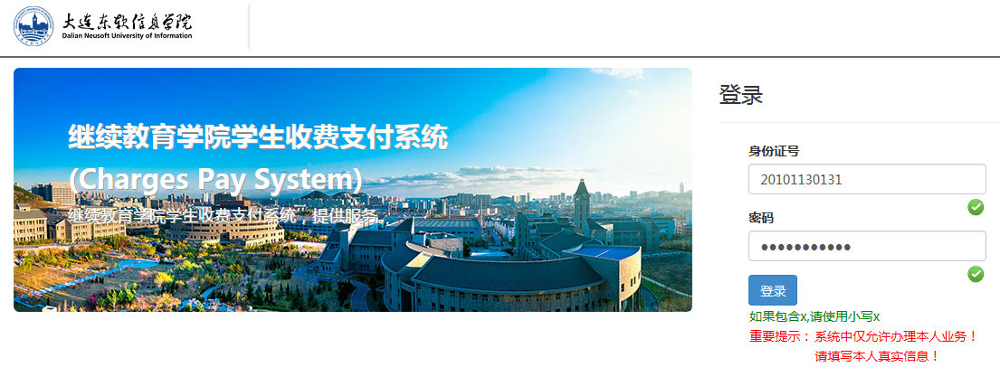 大连东软信息学院
Dalian Neusoft University of Information
继续教育学院学生收费支付系统
(Charges Pay System)
继续教育学院学生收费支付系统，提供服务。
登录
身份证号
20101130131
密码
●●●●●●●●●●●
登录
如果包含x,请使用小写x
重要提示：系统中仅允许办理本人业务！
请填写本人真实信息！